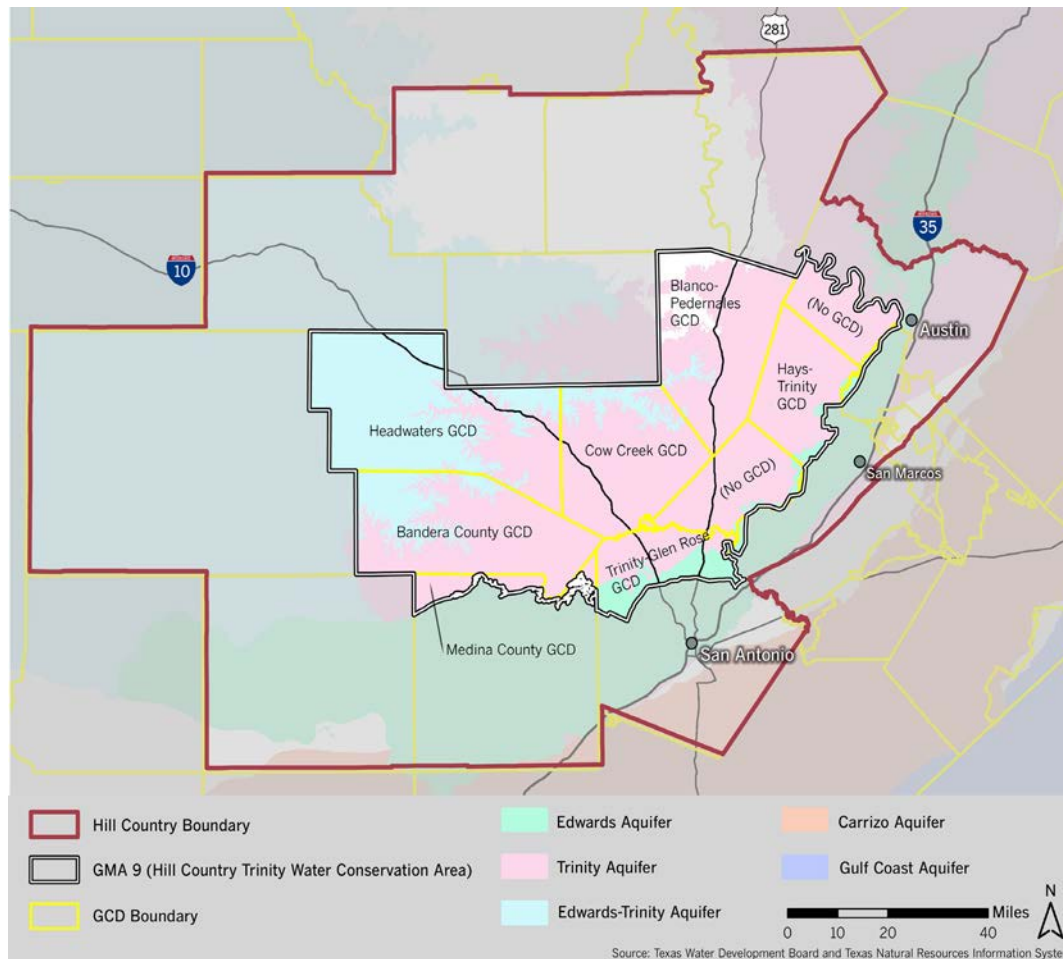 281
INTERSTATE
35
INTERSTATE
10
Blanco-
Pedernales
GCD
(No GCD)
Austin
Hays-
Trinity
GCD
Headwaters GCD
Cow Creek GCD
(No GCD)
San Marcos
Bandera County GCD
Trinity-Glen Rose
GCD
Medina County GCD
San Antonio
Hill Country Boundary
GMA 9 (Hill Country Trinity Water Conservation Area)
GCD Boundary
Edwards Aquifer
Trinity Aquifer
Edwards-Trinity Aquifer
Carrizo Aquifer
Gulf Coast Aquifer
N
Miles
0 10 20 40
Source: Texas Water Development Board and Texas Natural Resources Information Syste